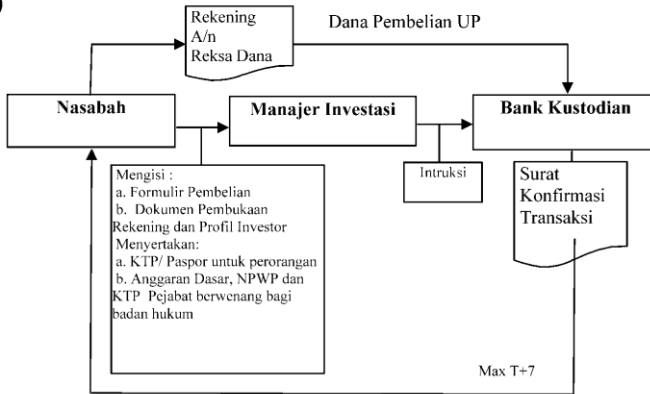 )
Rekening
A/n
Reksa Dana
Dana Pembelian UP
Nasabah
Manajer Investasi
Bank Kustodian
Mengisi :
a. Formulir Pembelian
b. Dokumen Pembukaan
Rekening dan Profil Investor
Menyertakan:
a. KTP/ Paspor untuk perorangan
b. Anggaran Dasar, NPWP dan
KTP Pejabat berwenang bagi
badan hukum
Intruksi
Surat
Konfirmasi
Transaksi
Max T+7